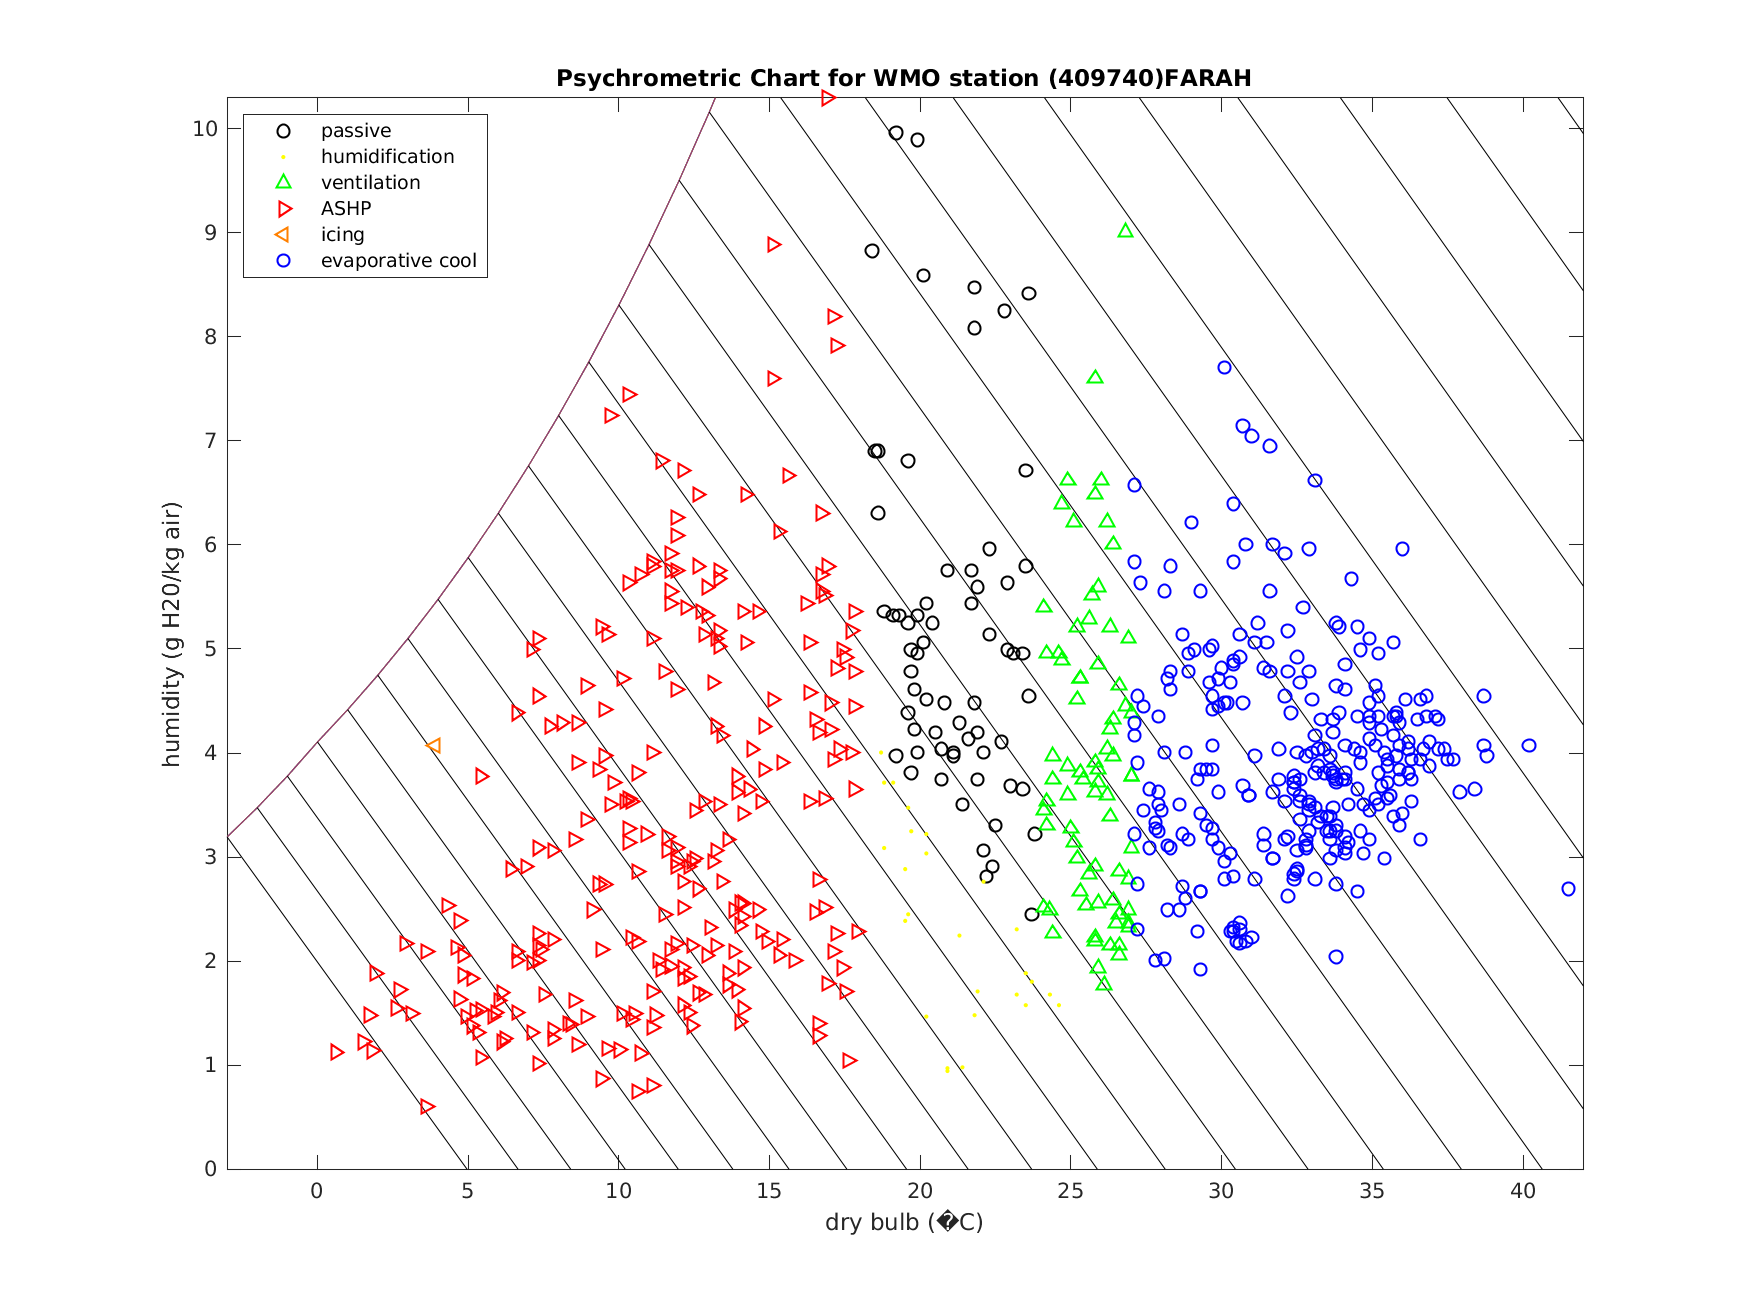 Psychrometric Chart for WMO station (409740)FARAH
passive
humidification
ventilation
ASHP
icing
evaporative cool
humidity (g H20/kg air)
10
9
8
7
6
5
4
3
2
1
0
0 5 10 15 20 25 30 35 40
dry bulb (�C)